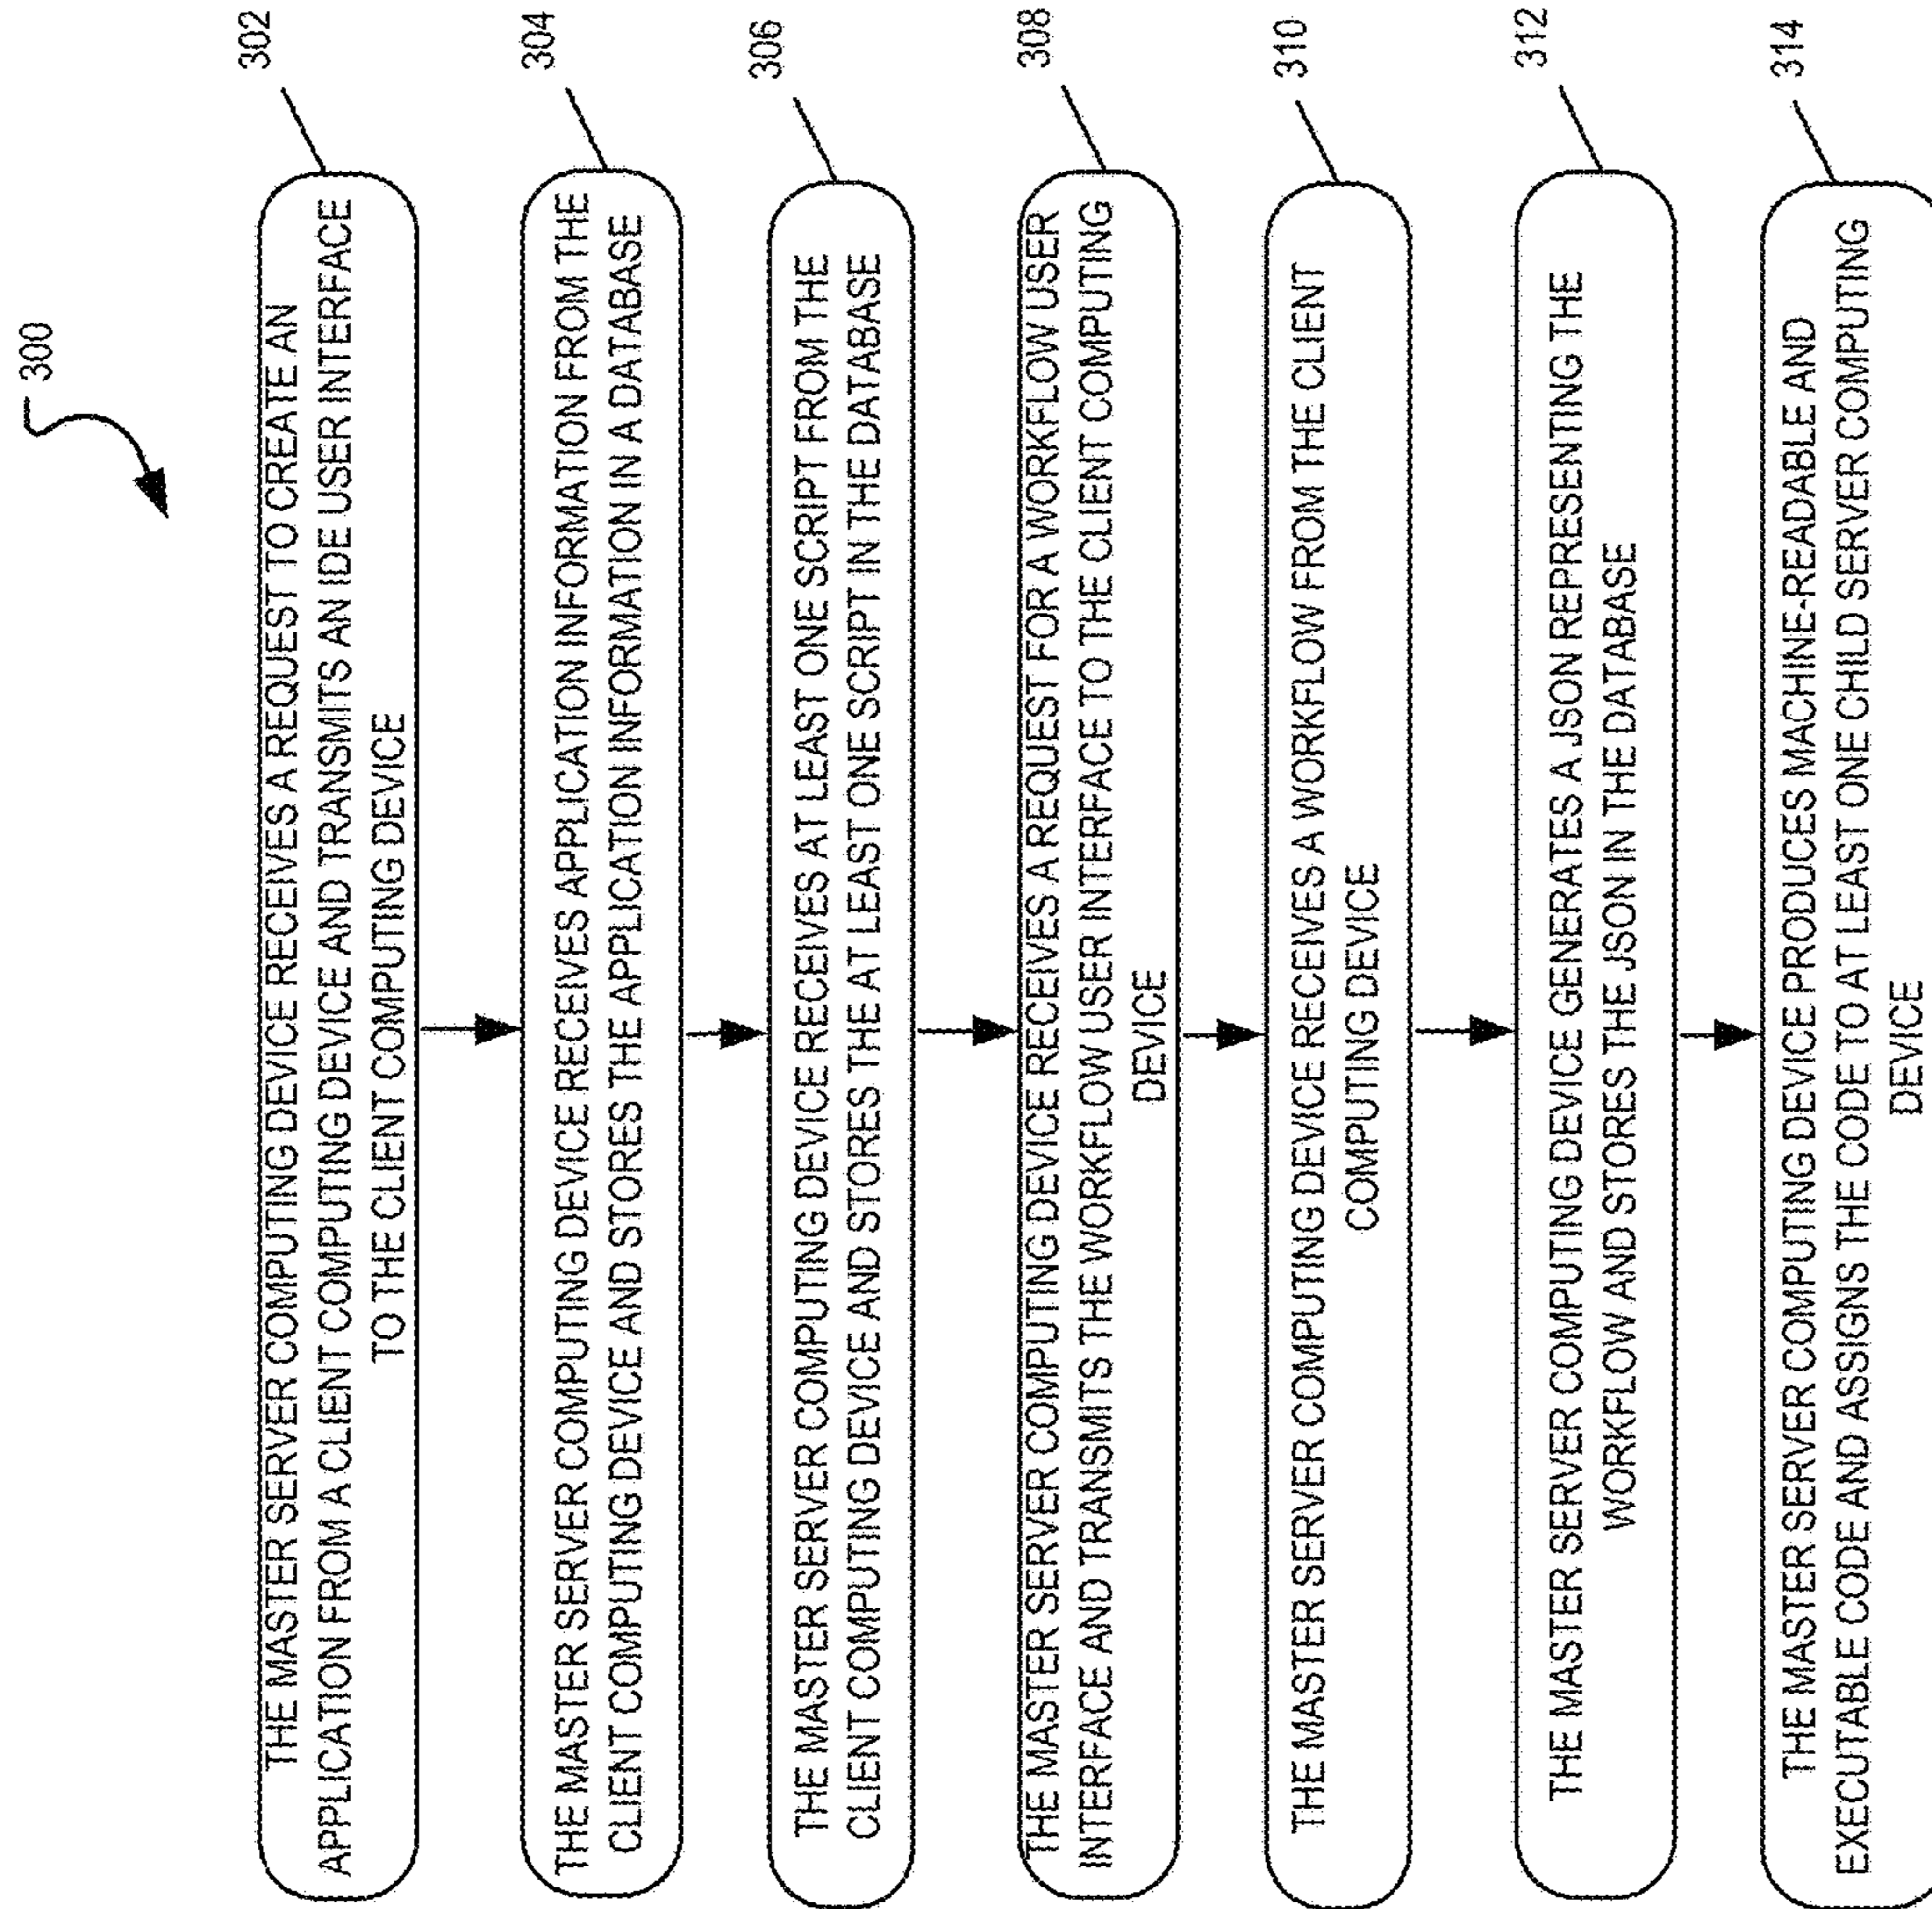 300
302
THE MASTER SERVER COMPUTING DEVICE RECEIVES A REQUEST TO CREATE AN
APPLICATION FROM A CLIENT COMPUTING DEVICE AND TRANSMITS AN IDE USER INTERFACE
TO THE CLIENT COMPUTING DEVICE
304
THE MASTER SERVER COMPUTING DEVICE RECEIVES APPLICATION INFORMATION FROM THE
CLIENT COMPUTING DEVICE AND STORES THE APPLICATION INFORMATION IN A DATABASE
306
THE MASTER SERVER COMPUTING DEVICE RECEIVES AT LEAST ONE SCRIPT FROM THE
CLIENT COMPUTING DEVICE AND STORES THE AT LEAST ONE SCRIPT IN THE DATABASE
308
THE MASTER SERVER COMPUTING DEVICE RECEIVES A REQUEST FOR A WORKFLOW USER
INTERFACE AND TRANSMITS THE WORKFLOW USER INTERFACE TO THE CLIENT COMPUTING
DEVICE
310
THE MASTER SERVER COMPUTING DEVICE RECEIVES A WORKFLOW FROM THE CLIENT
COMPUTING DEVICE
312
THE MASTER SERVER COMPUTING DEVICE GENERATES A JSON REPRESENTING THE
WORKFLOW AND STORES THE JSON IN THE DATABASE
314
THE MASTER SERVER COMPUTING DEVICE PRODUCES MACHINE-READABLE AND
EXECUTABLE CODE AND ASSIGNS THE CODE TO AT LEAST ONE CHILD SERVER COMPUTING
DEVICE